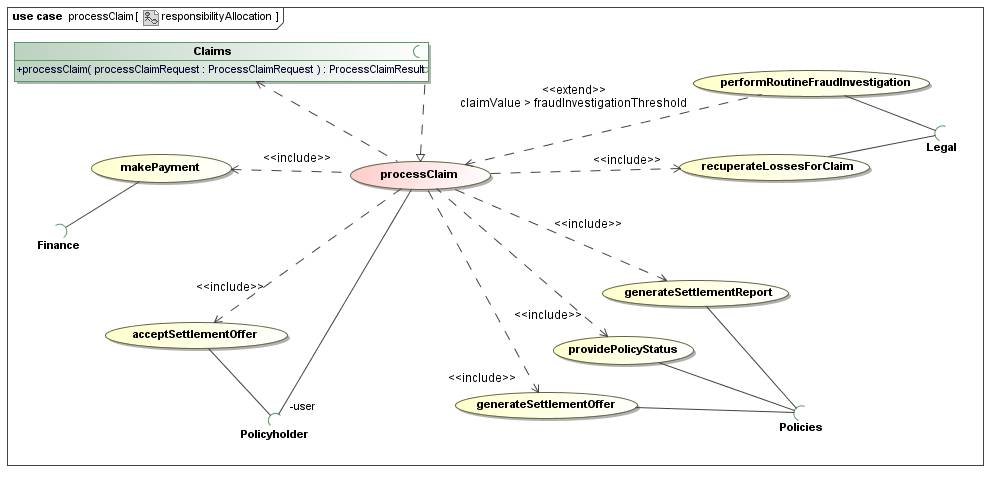 use case processClaim[ responsibilityAllocation ]
Claims
+processClaim( processClaimRequest : ProcessClaimRequest ) : ProcessClaimResult
<<extend>>
claimValue > fraudInvestigationThreshold
performRoutineFraudInvestigation
Legal
makePayment
<<include>>
processClaim
<<include>>
recuperateLossesForClaim
Finance
<<include>>
<<include>>
generateSettlementReport
<<include>>
acceptSettlementOffer
<<include>>
providePolicyStatus
<<include>>
generateSettlementOffer
-user
Policyholder
Policies